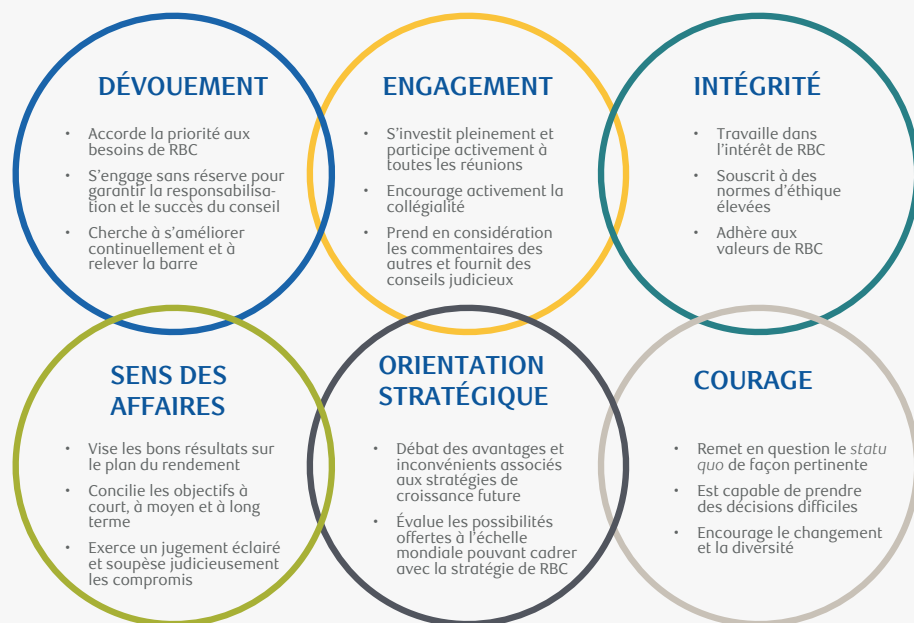 DÉVOUEMENT
• Accorde la priorité aux
besoins de RBC
• S'engage sans réserve pour
garantir la responsabilisa-
tion et le succès du conseil
• Cherche à s'améliorer
continuellement et à
relever la barre
ENGAGEMENT
• S'investit pleinement et
participe activement à
toutes les réunions
• Encourage activement la
collégialité
• Prend en considération
les commentaires des
autres et fournit des
conseils judicieux
INTÉGRITÉ
• Travaille dans
l'intérêt de RBC
• Souscrit à des
normes d'éthique
élevées
• Adhère aux
valeurs de RBC
SENS DES
AFFAIRES
• Vise les bons résultats sur
le plan du rendement
• Concilie les objectifs à
court, à moyen et à long
terme
• Exerce un jugement éclairé
et soupèse judicieusement
les compromis
ORIENTATION
STRATÉGIQUE
• Débat des avantages et
inconvénients associés
aux stratégies de
croissance future
• Évalue les possibilités
offertes à l'échelle
mondiale pouvant cadrer
avec la stratégie de RBC
COURAGE
• Remet en question le statu
quo de façon pertinente
• Est capable de prendre
des décisions difficiles
• Encourage le changement
et la diversité